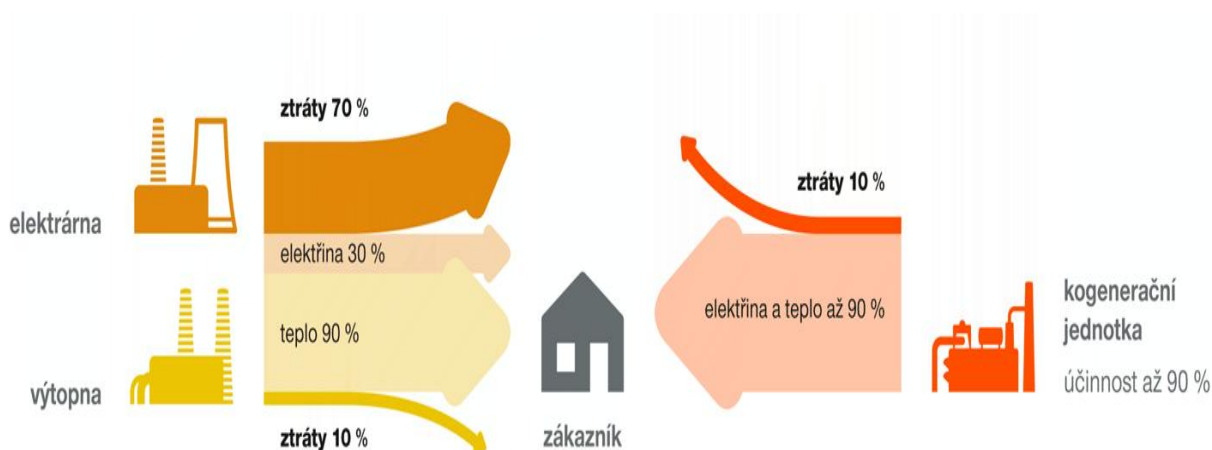 ztráty 70 %
elektrárna
elektřina 30 %
teplo 90 %
výtopna
ztráty 10 %
zákazník
ztráty 10 %
elektřina a teplo až 90 %
kogenerační
jednotka
účinnost až 90 %